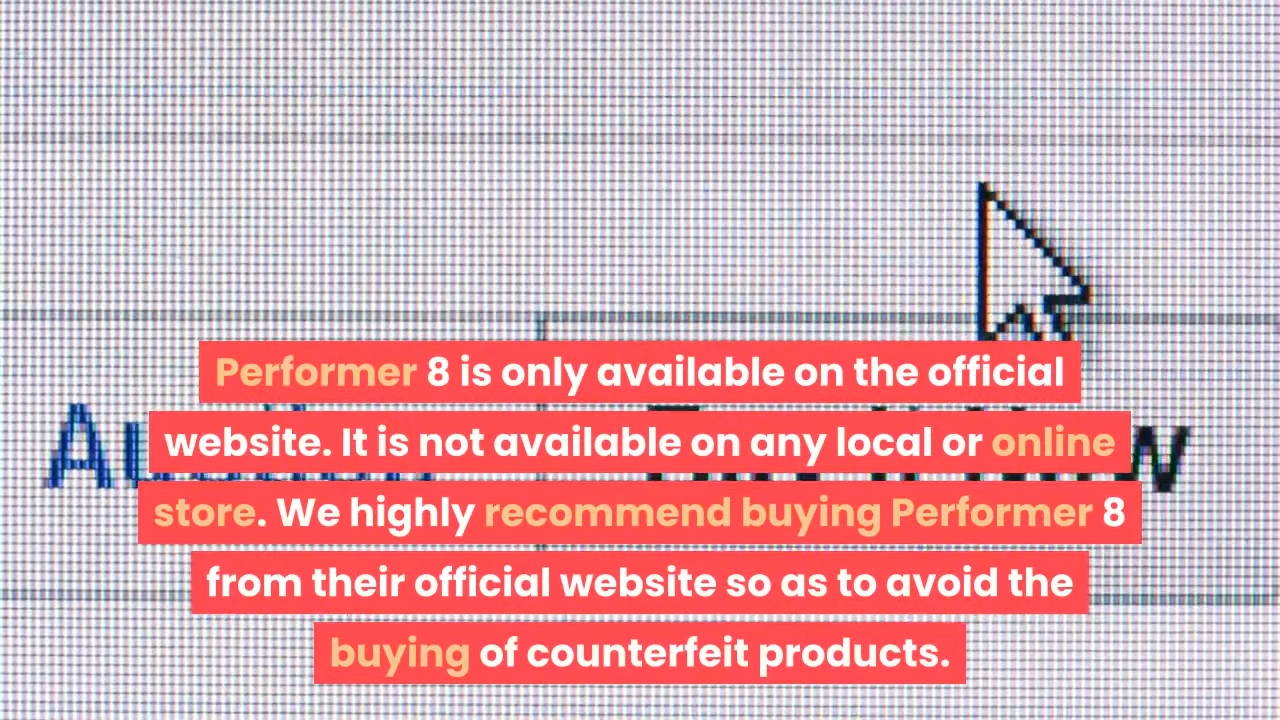 Performer 8 is only available on the official
website. It is not available on any local or online
store. We highly recommend buying Performer 8
from their official website so as to avoid the
buying of counterfeit products.